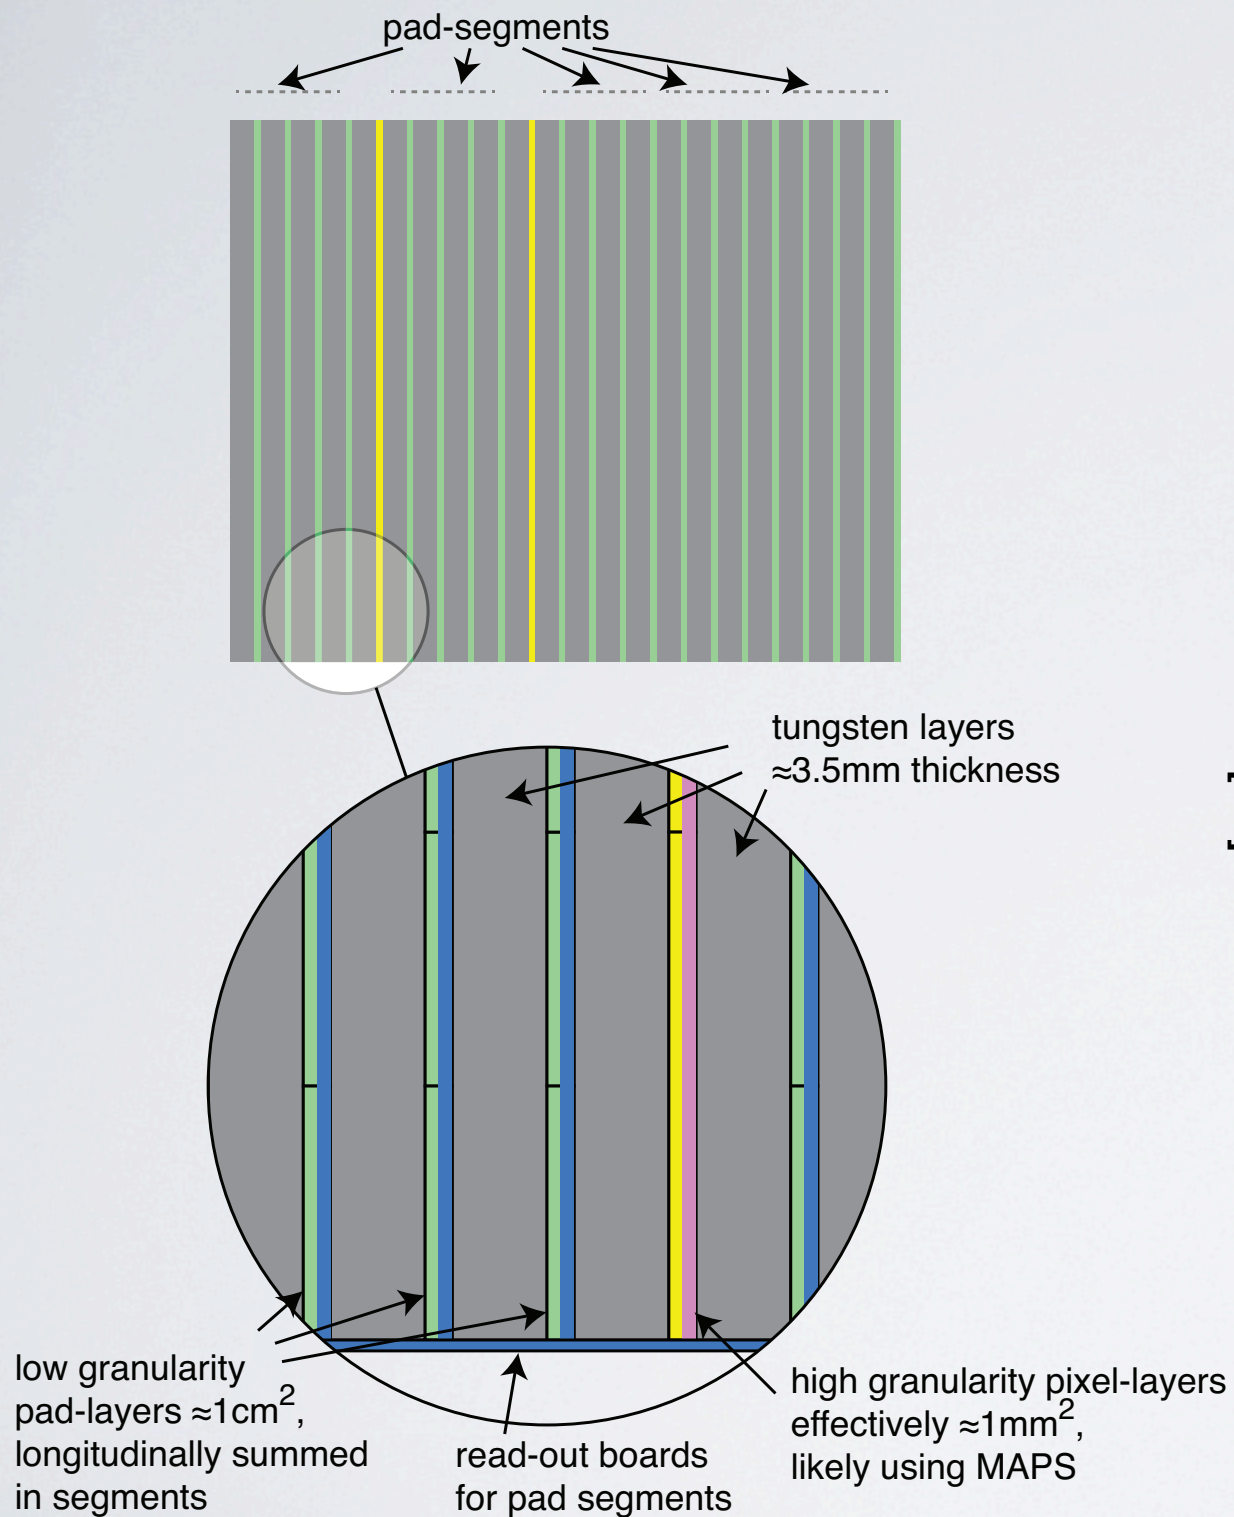 pad-segments
tungsten layers
≈3.5mm thickness
low granularity
pad-layers ≈1cm²,
longitudinally summed
in segments
read-out boards
for pad segments
high granularity pixel-layers
effectively ≈1mm²,
likely using MAPS